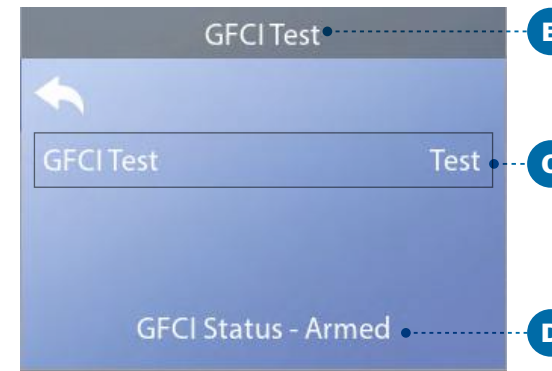 GFCI Test
B
GFCI Test Test
C
GFCI Status - Armed
D